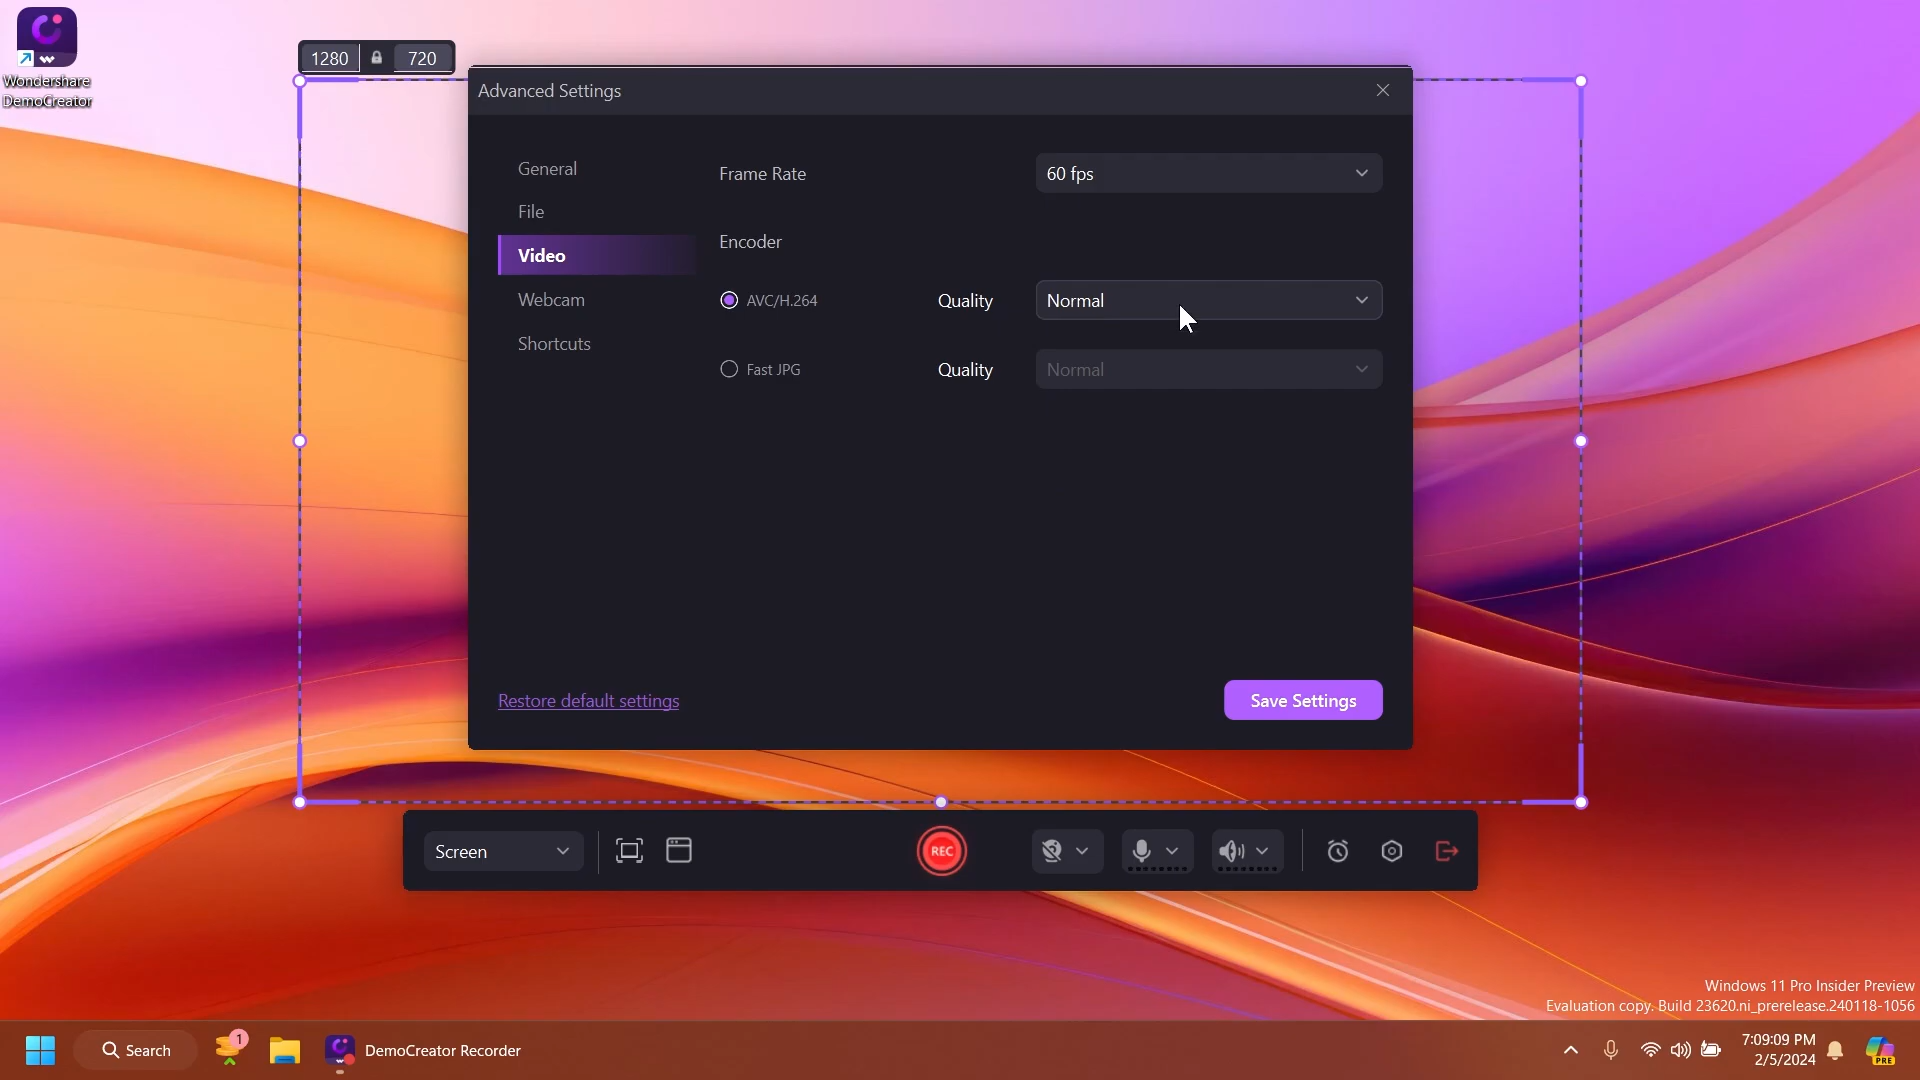 Wondershare
DemoCreator
1280 720
Advanced Settings
General
File
Video
Webcam
Shortcuts
Frame Rate 60 fps
Encoder
AVC/H.264 Quality Normal
Fast JPG Quality Normal
Restore default settings Save Settings
Screen
REC
Windows 11 Pro Insider Preview
Evaluation copy. Build 23620.ni_prerelease.240118-1056
Search
1
DemoCreator Recorder
7:09:09 PM
2/5/2024
PRE